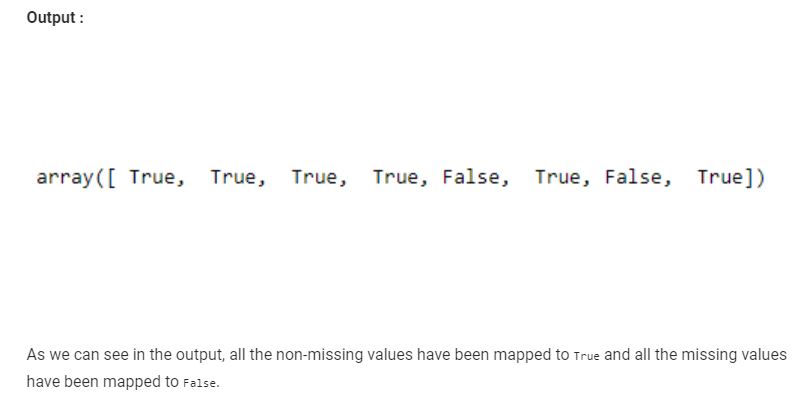 Output :
array([ True,  True,  True,  True, False,  True, False,  True])
As we can see in the output, all the non-missing values have been mapped to True and all the missing values
have been mapped to False.